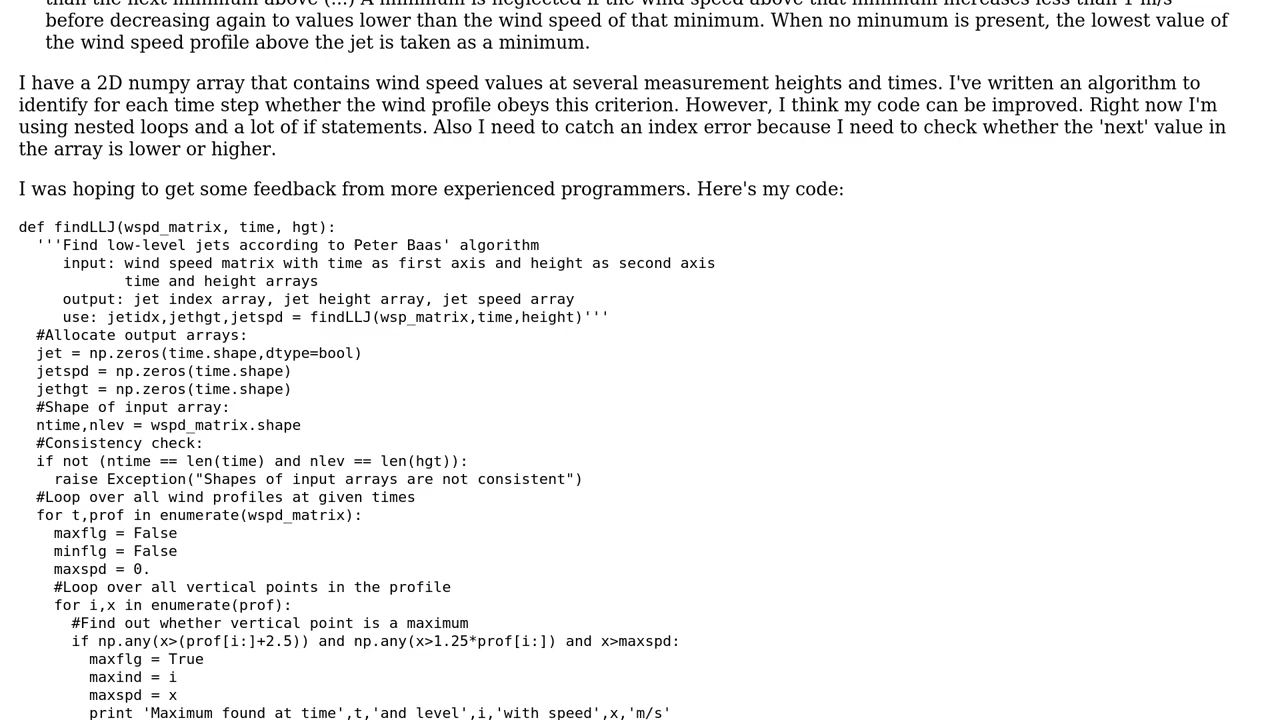 than the next minimum above (...) A minimum is neglected if the wind speed above that minimum increases less than 1 m/s
before decreasing again to values lower than the wind speed of that minimum. When no minumum is present, the lowest value of
the wind speed profile above the jet is taken as a minimum.
I have a 2D numpy array that contains wind speed values at several measurement heights and times. I've written an algorithm to
identify for each time step whether the wind profile obeys this criterion. However, I think my code can be improved. Right now I'm
using nested loops and a lot of if statements. Also I need to catch an index error because I need to check whether the 'next' value in
the array is lower or higher.
I was hoping to get some feedback from more experienced programmers. Here's my code:
def findLLJ(wspd_matrix, time, hgt):
  '''Find low-level jets according to Peter Baas' algorithm
     input: wind speed matrix with time as first axis and height as second axis
            time and height arrays
     output: jet index array, jet height array, jet speed array
     use: jetidx,jethgt,jetspd = findLLJ(wsp_matrix,time,height)'''
  #Allocate output arrays:
  jet = np.zeros(time.shape,dtype=bool)
  jetspd = np.zeros(time.shape)
  jethgt = np.zeros(time.shape)
  #Shape of input array:
  ntime,nlev = wspd_matrix.shape
  #Consistency check:
  if not (ntime == len(time) and nlev == len(hgt)):
    raise Exception("Shapes of input arrays are not consistent")
  #Loop over all wind profiles at given times
  for t,prof in enumerate(wspd_matrix):
    maxflg = False
    minflg = False
    maxspd = 0.
    #Loop over all vertical points in the profile
    for i,x in enumerate(prof):
      #Find out whether vertical point is a maximum
      if np.any(x>(prof[i:]+2.5)) and np.any(x>1.25*prof[i:]) and x>maxspd:
        maxflg = True
        maxind = i
        maxspd = x
        print 'Maximum found at time',t,'and level',i,'with speed',x,'m/s'